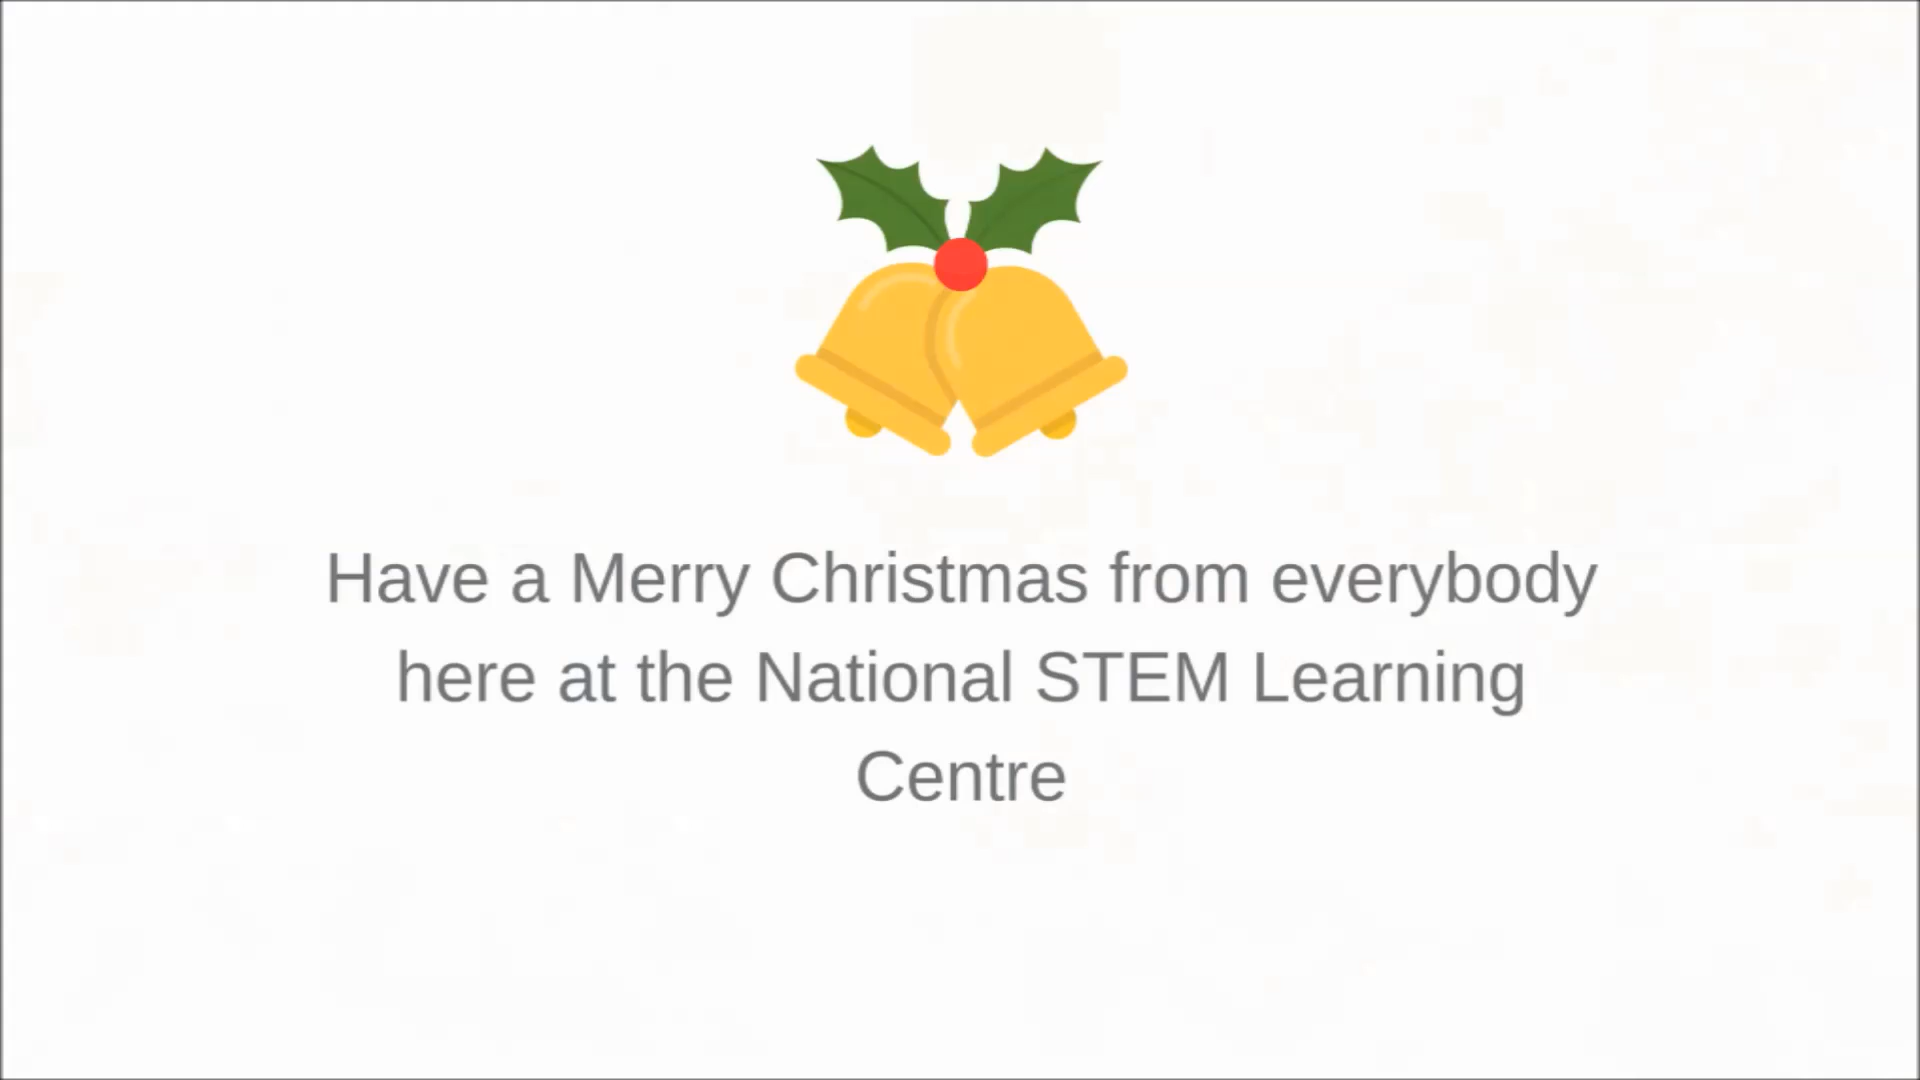 Have a Merry Christmas from everybody
here at the National STEM Learning
Centre